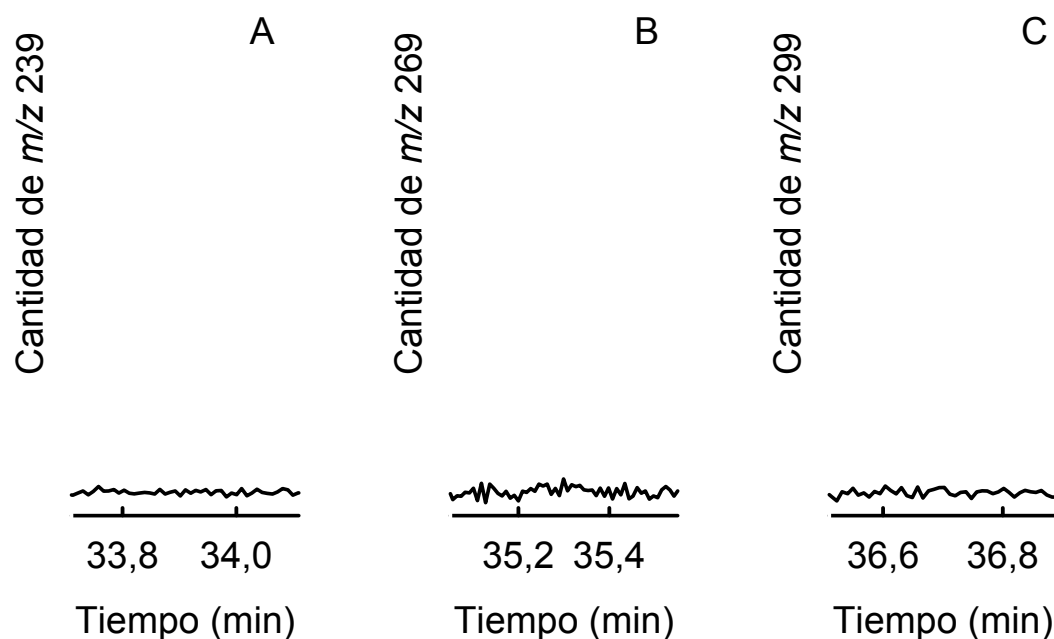 A
Cantidad de m/z 239
33,8 34,0
Tiempo (min)
B
Cantidad de m/z 269
35,2 35,4
Tiempo (min)
C
Cantidad de m/z 299
36,6 36,8
Tiempo (min)